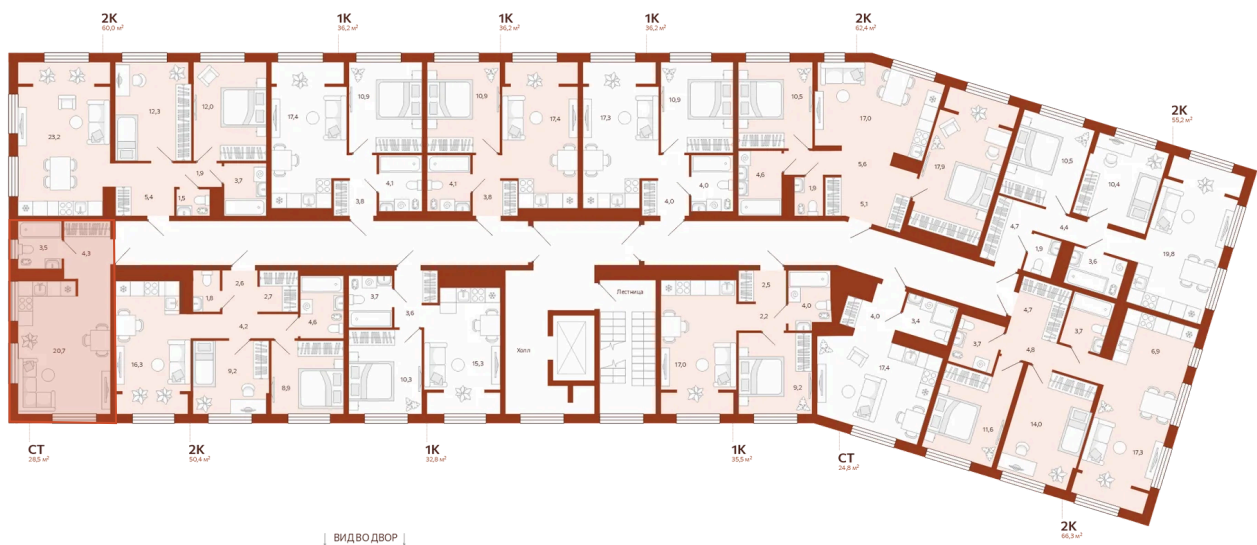 2К
60,0 м²
1К
36,2 м²
1К
36,2 м²
1К
36,2 м²
2К
62,4 м²
2К
55,2 м²
23,2
12,3
12,0
17,4
10,9
10,9
17,4
17,3
10,9
10,5
17,0
17,9
10,5
10,4
19,8
5,4
1,9
1,5
3,7
3,8
4,1
4,1
3,8
4,0
4,0
4,6
1,9
5,6
5,1
4,7
1,9
4,4
3,6
3,5
4,3
20,7
16,3
1,8
2,6
2,7
4,2
4,6
9,2
8,9
3,7
3,6
10,3
15,3
Холл
Лестница
17,0
2,5
2,2
4,0
9,2
4,0
3,4
17,4
3,7
4,7
4,8
3,7
11,6
14,0
6,9
17,3
СТ
28,5 м²
2К
50,4 м²
1К
32,8 м²
1К
35,5 м²
СТ
24,8 м²
2К
66,3 м²
ВИД ВО ДВОР